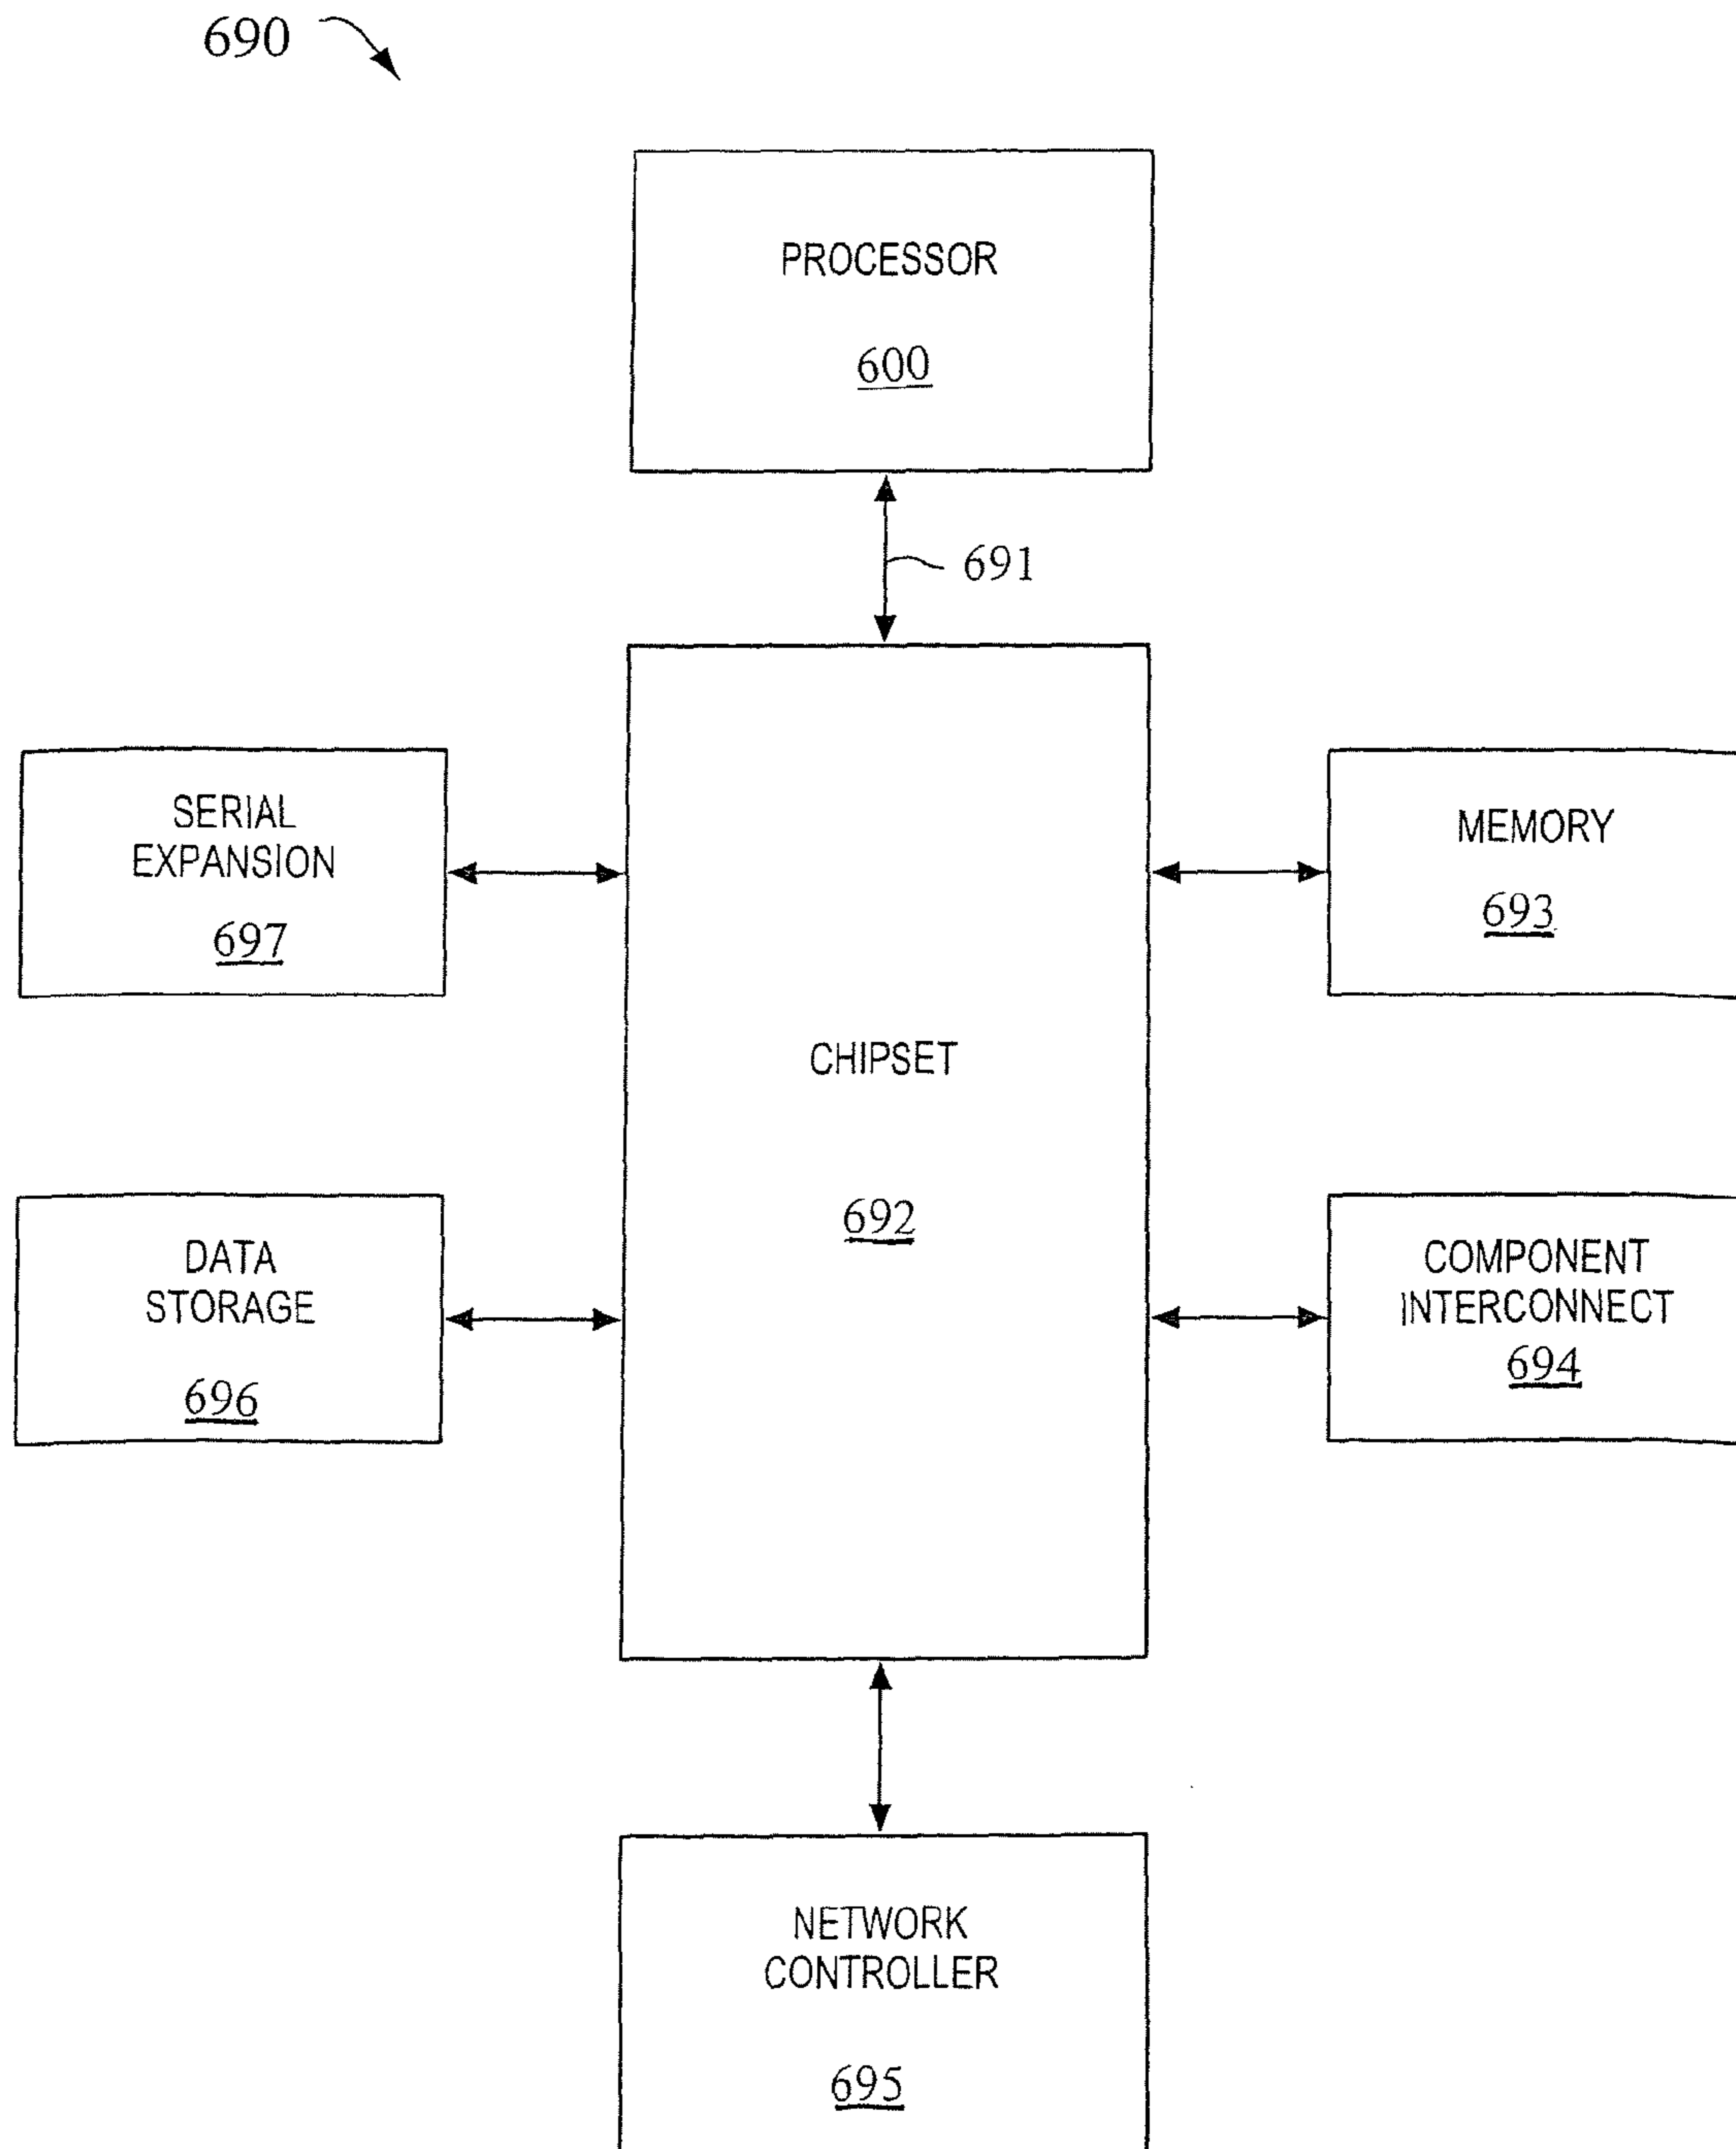 690
PROCESSOR
600
691
SERIAL
EXPANSION
697
MEMORY
693
CHIPSET
692
DATA
STORAGE
696
COMPONENT
INTERCONNECT
694
NETWORK
CONTROLLER
695